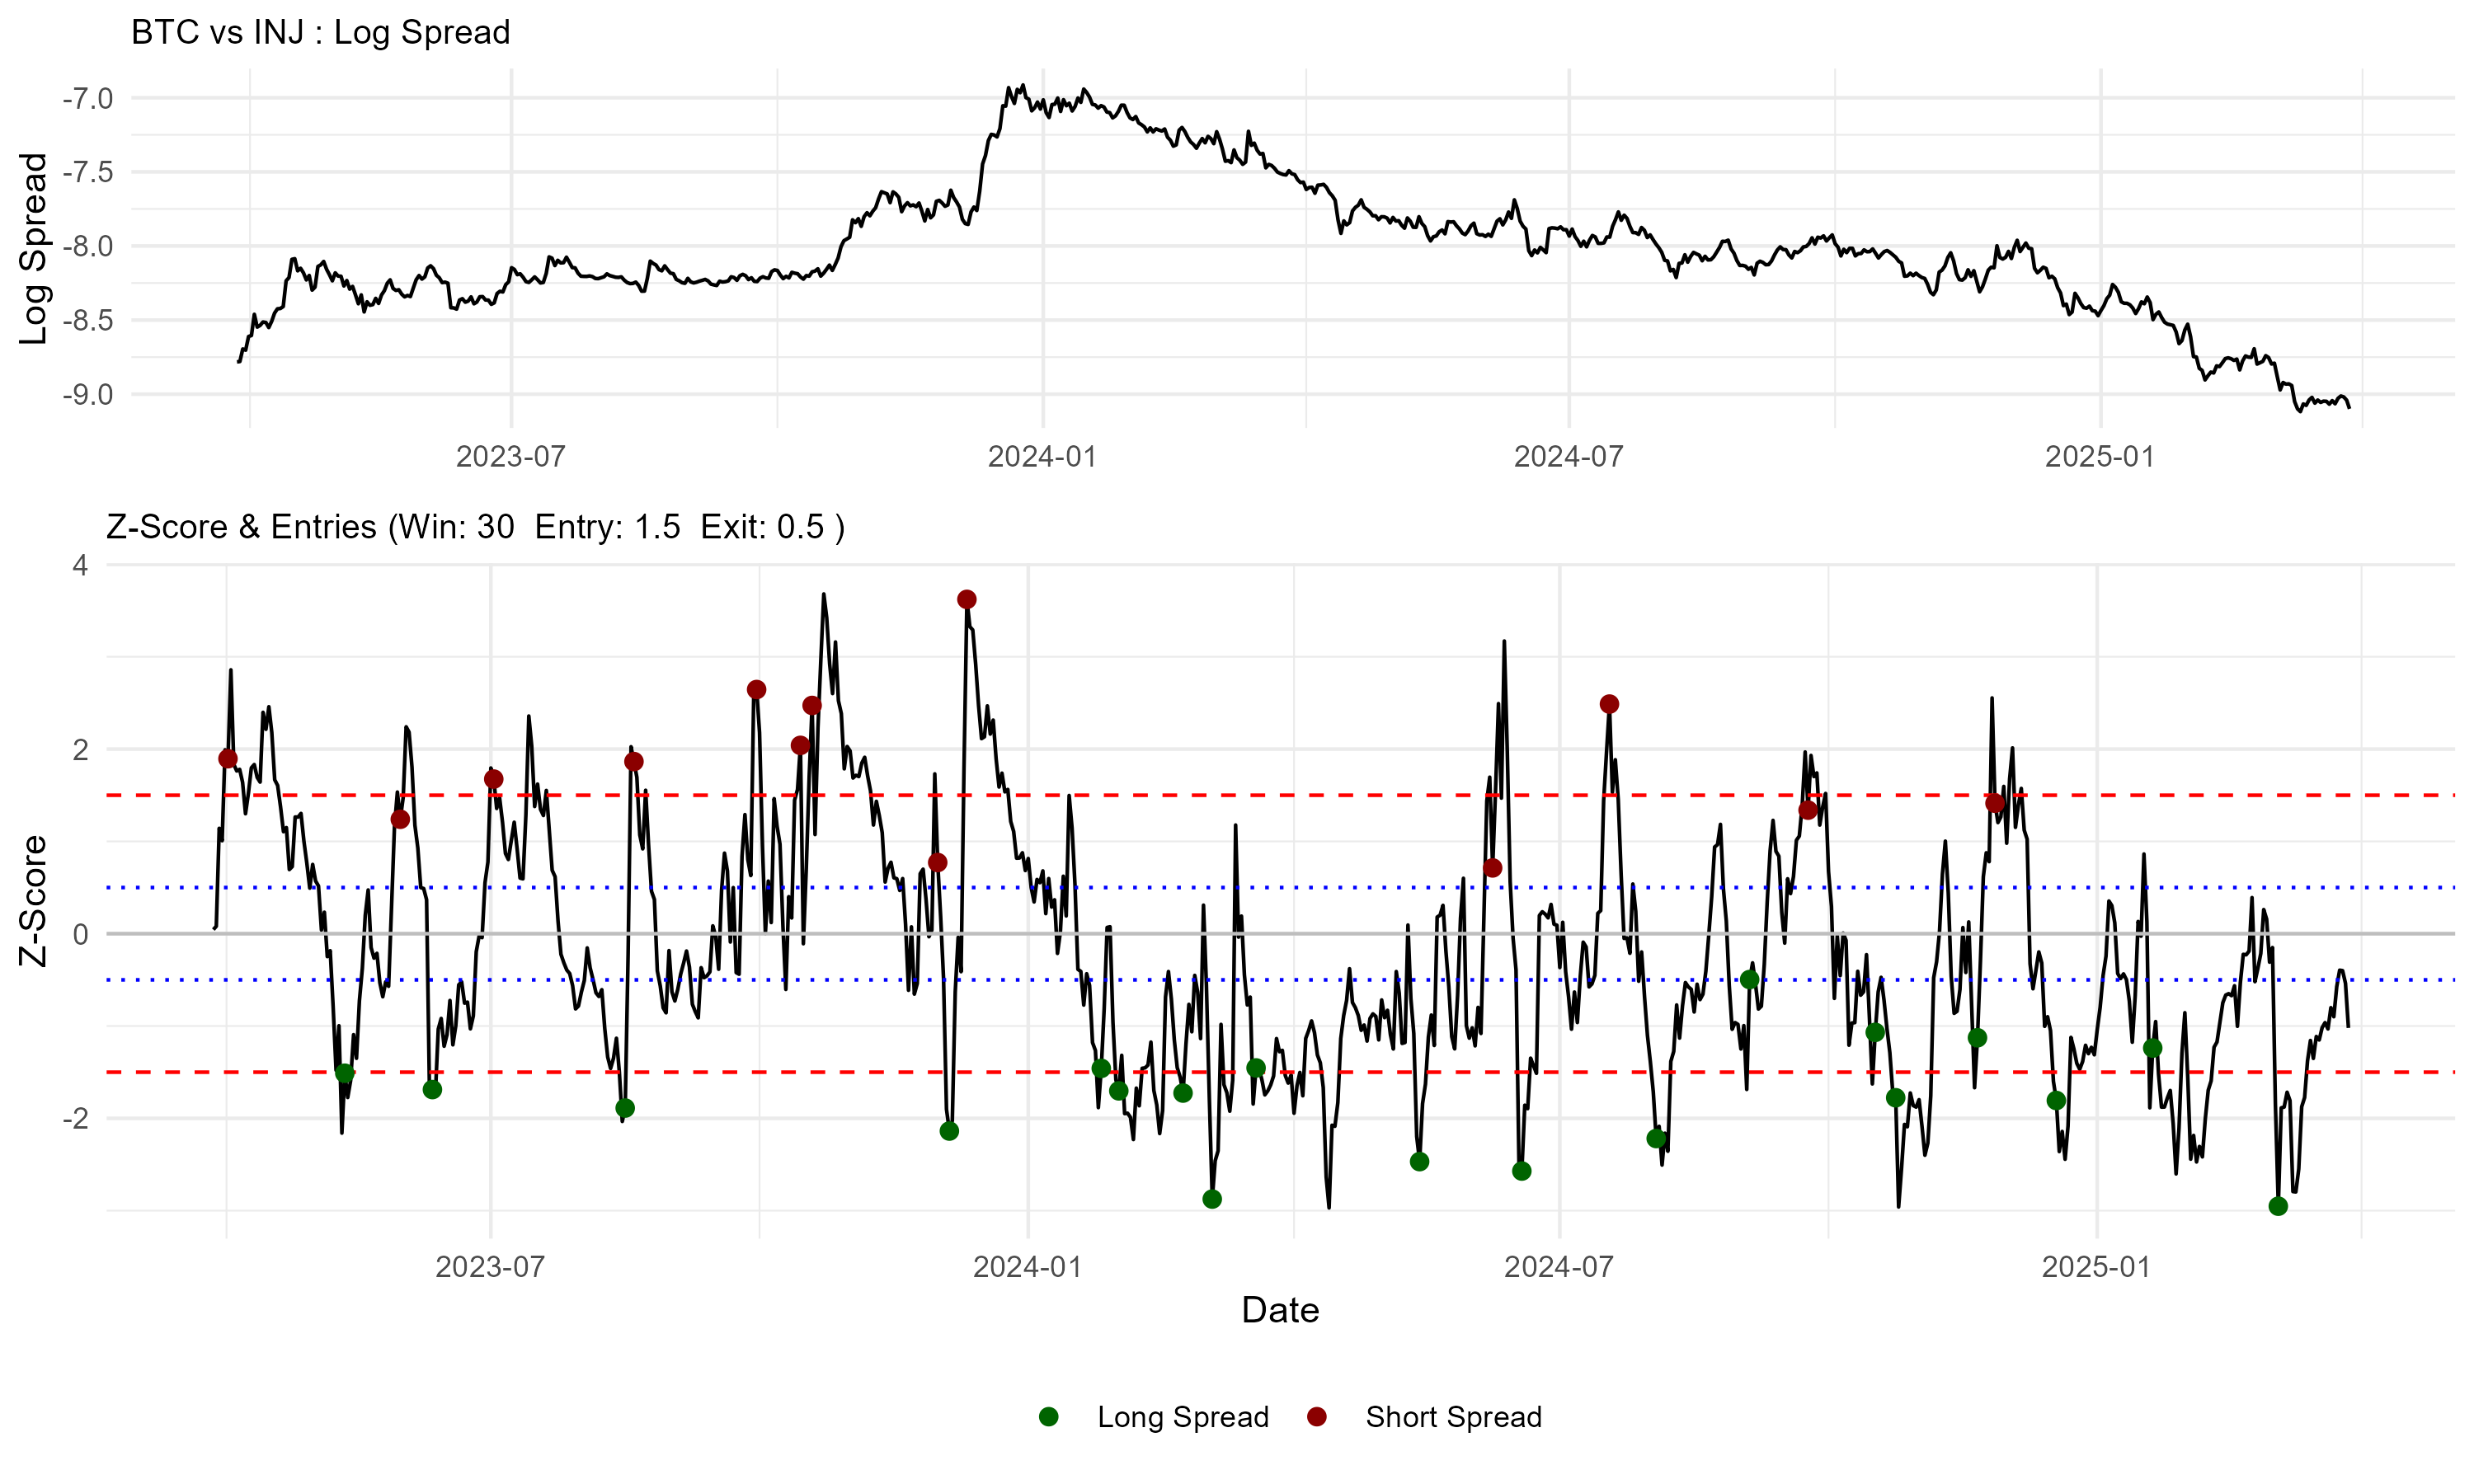 BTC vs INJ : Log Spread
Log Spread
-7.0
-7.5
-8.0
-8.5
-9.0
2023-07
2024-01
2024-07
2025-01
Z-Score & Entries (Win: 30  Entry: 1.5  Exit: 0.5 )
Z-Score
4
2
0
-2
2023-07
2024-01
2024-07
2025-01
Date
Long Spread
Short Spread